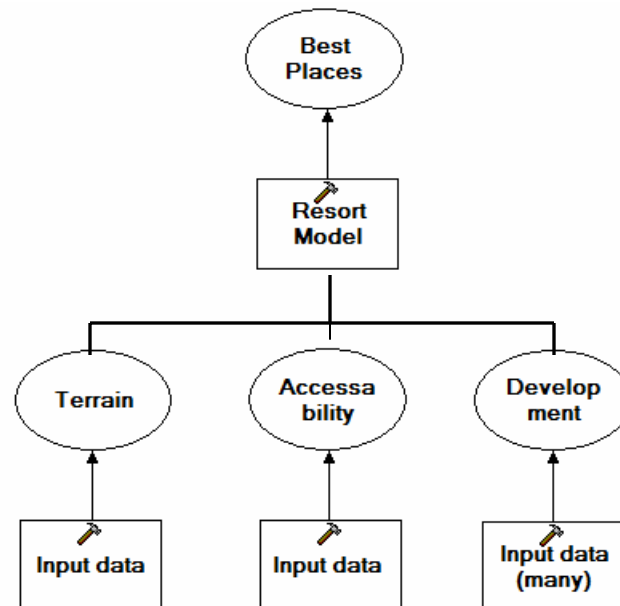 Best
Places
Resort
Model
Terrain
Accessa
bility
Develop
ment
Input data
Input data
Input data
(many)